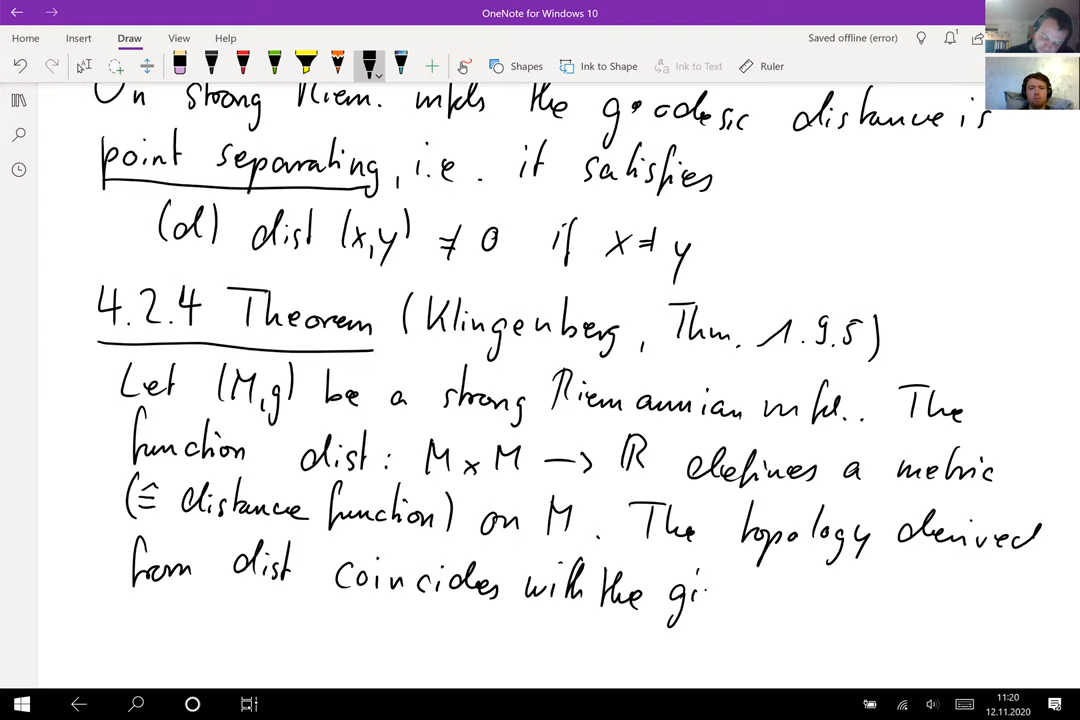 OneNote for Windows 10
Home Insert Draw View Help
Saved offline (error)
Shapes Ink to Shape Ink to Text Ruler
On strong Riem. mfds the geodesic distance is
point separating, i.e. it satisfies
(d) dist (x,y) ≠ 0 if x ≠ y
4.2.4 Theorem (Klingenberg, Thm. 1.9.5)
Let (M,g) be a strong Riemannian mfd.. The
function dist: M × M → R defines a metric
(≙ distance function) on M. The topology derived
from dist coincides with the gi
11:20
12.11.2020